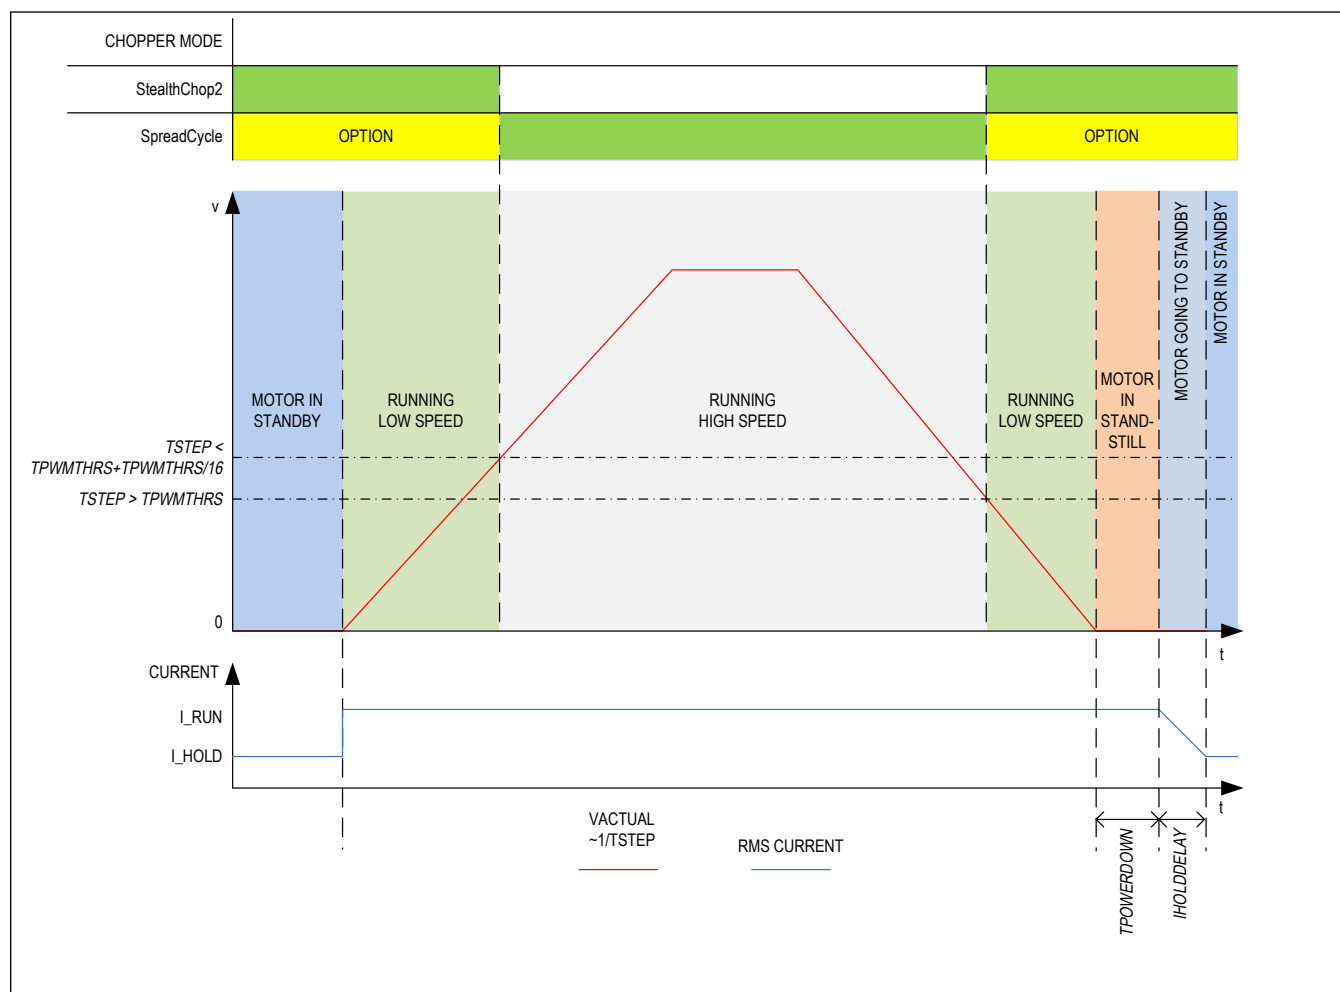 CHOPPER MODE
StealthChop2
SpreadCycle
OPTION
OPTION
v
MOTOR IN
STANDBY
RUNNING
LOW SPEED
RUNNING
HIGH SPEED
RUNNING
LOW SPEED
MOTOR
IN
STAND-
STILL
MOTOR GOING TO STANDBY
MOTOR IN STANDBY
TSTEP <
TPWMTHRS+TPWMTHRS/16
TSTEP > TPWMTHRS
0
t
CURRENT
I_RUN
I_HOLD
t
VACTUAL
~1/TSTEP
RMS CURRENT
TPOWERDOWN
IHOLDDELAY